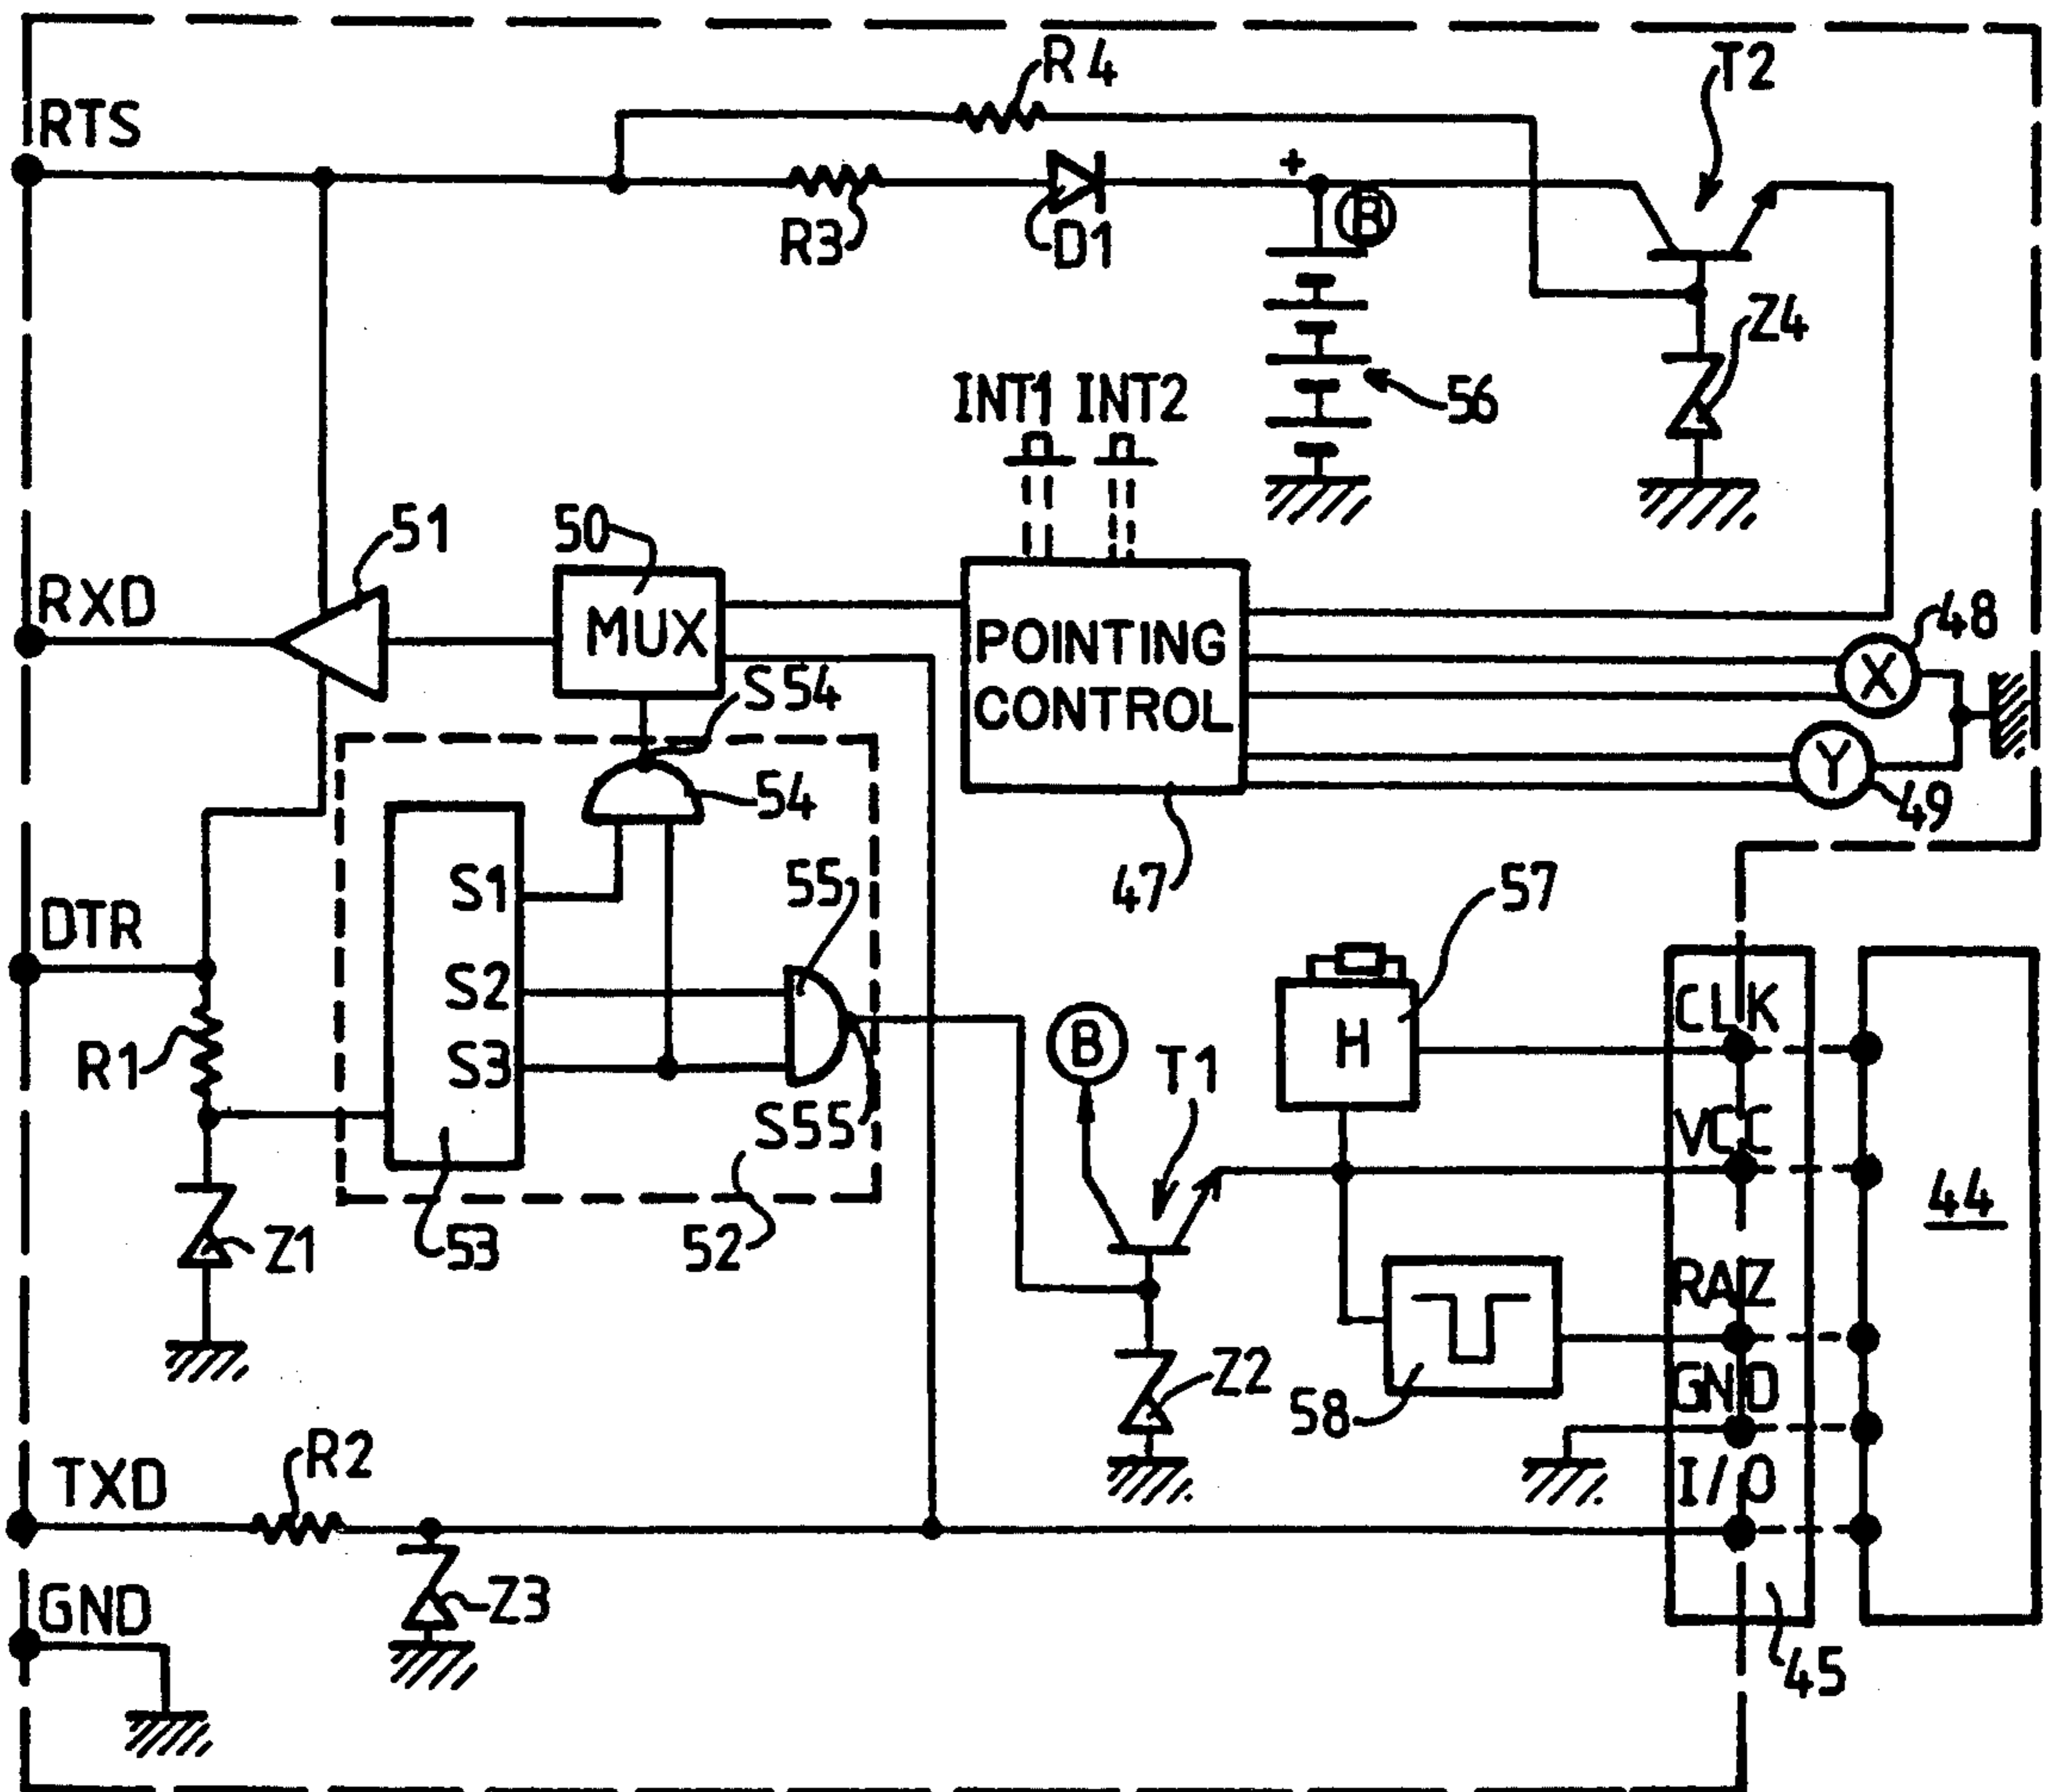 R4
T2
RTS
+
B
R3
D1
Z4
INT1 INT2
56
51
50
RXD
MUX
POINTING
CONTROL
48
X
S54
Y
54
49
47
S1
55
57
DTR
S2
CLK
H
B
T1
R1
S3
S55
VCC
44
Z1
53
52
RAZ
Z2
58
GND
R2
TXD
I/O
Z3
GND
45